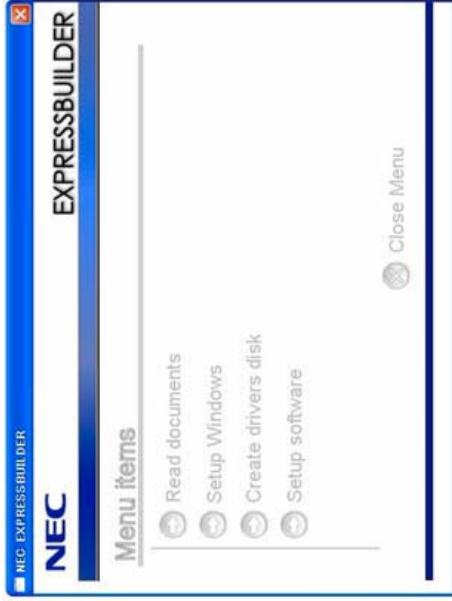 NEC EXPRESSBUILDER
NEC EXPRESSBUILDER
Menu items
Read documents
Setup Windows
Create drivers disk
Setup software
Close Menu